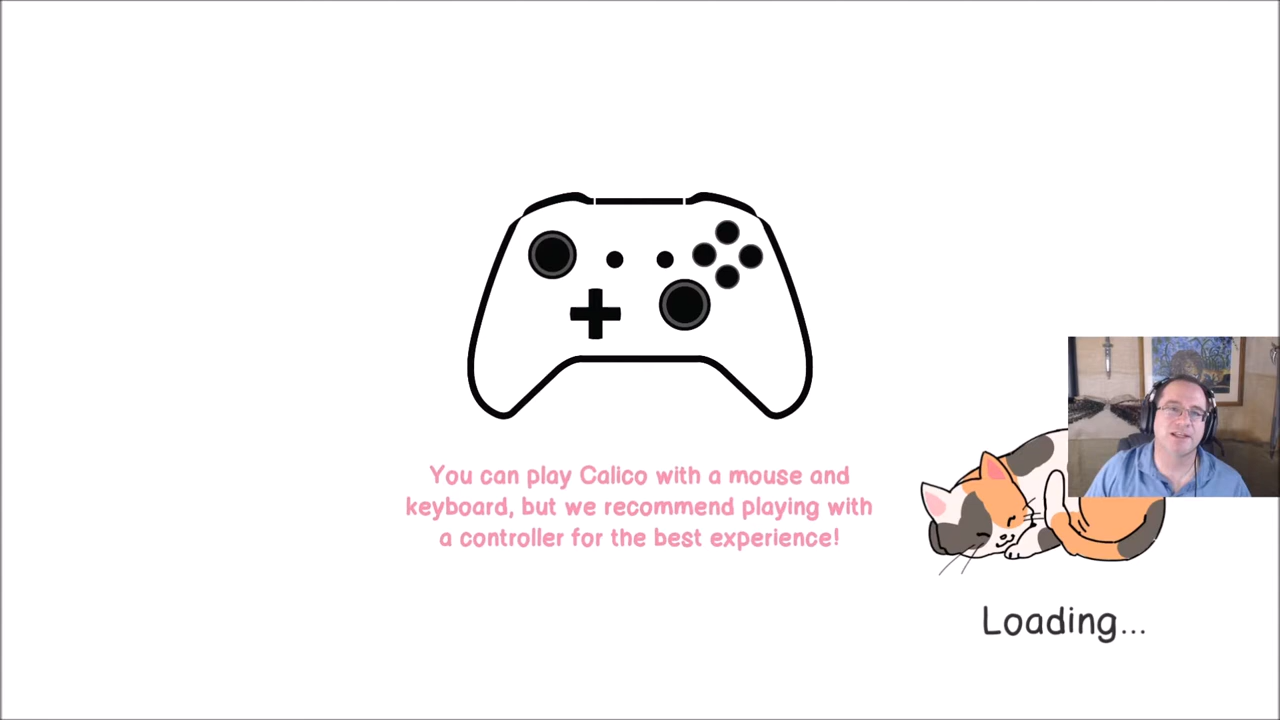 You can play Calico with a mouse and
keyboard, but we recommend playing with
a controller for the best experience!
Loading...